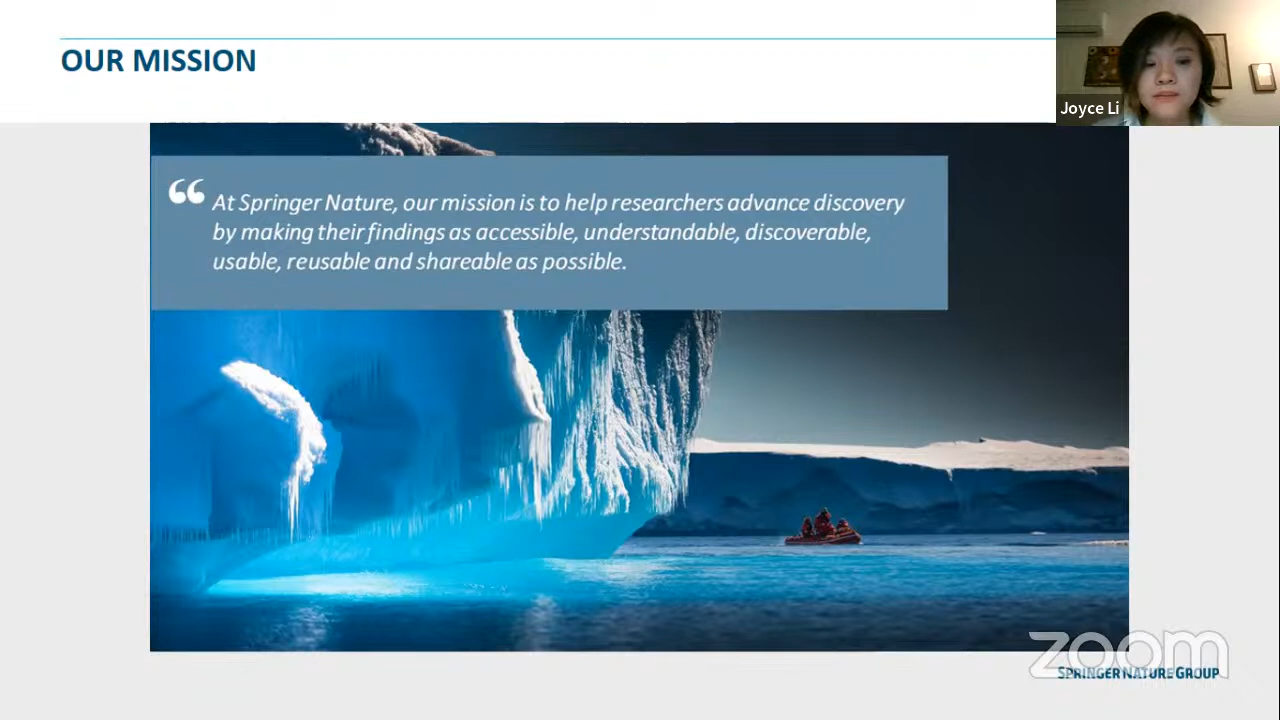 OUR MISSION
Joyce Li
“ At Springer Nature, our mission is to help researchers advance discovery
by making their findings as accessible, understandable, discoverable,
usable, reusable and shareable as possible.
zoom
SPRINGER NATURE GROUP